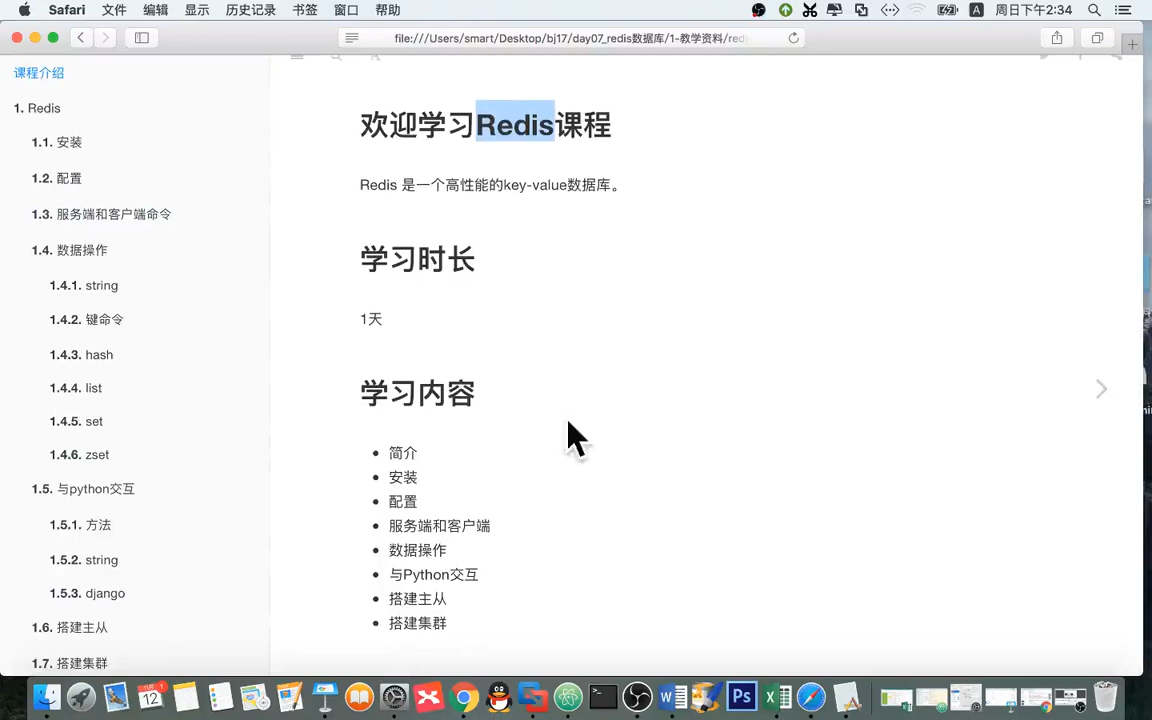 Safari 文件 编辑 显示 历史记录 书签 窗口 帮助
A 周日下午2:34
file:///Users/smart/Desktop/bj17/day07_redis数据库/1-教学资料/red
课程介绍
1. Redis
1.1. 安装
1.2. 配置
1.3. 服务端和客户端命令
1.4. 数据操作
1.4.1. string
1.4.2. 键命令
1.4.3. hash
1.4.4. list
1.4.5. set
1.4.6. zset
1.5. 与python交互
1.5.1. 方法
1.5.2. string
1.5.3. django
1.6. 搭建主从
1.7. 搭建集群
欢迎学习Redis课程
Redis 是一个高性能的key-value数据库。
学习时长
1天
学习内容
简介
安装
配置
服务端和客户端
数据操作
与Python交互
搭建主从
搭建集群
12
W
Ps
X